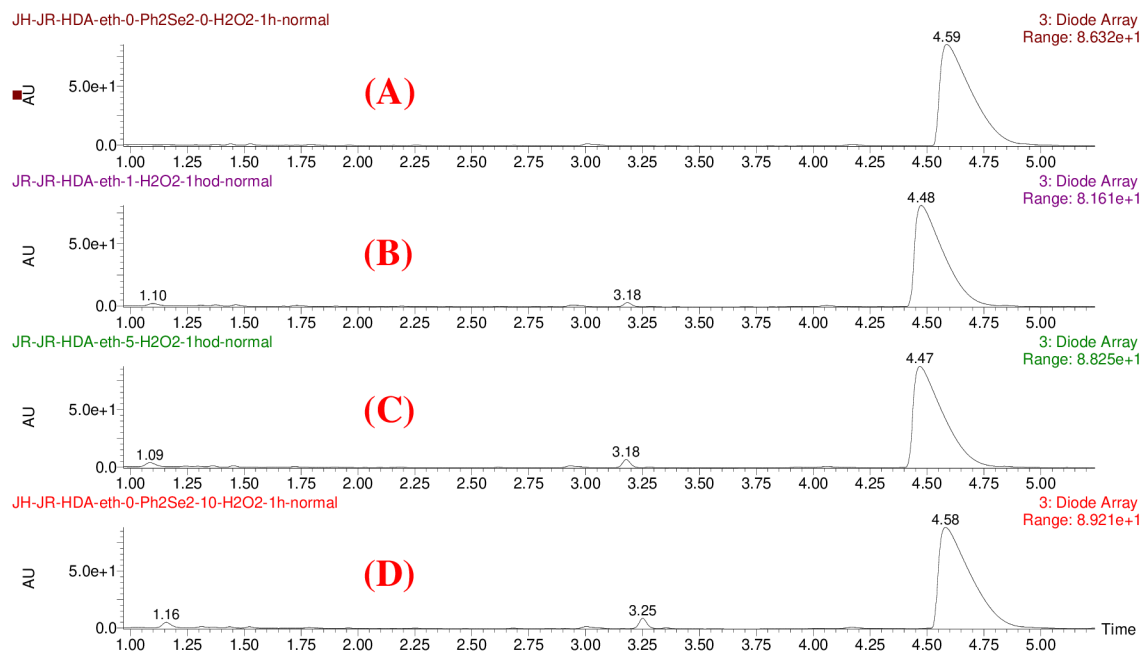 JH-JR-HDA-eth-0-Ph2Se2-0-H2O2-1h-normal
3: Diode Array
Range: 8.632e+1
4.59
AU
5.0e+1
(A)
0.0
1.00 1.25 1.50 1.75 2.00 2.25 2.50 2.75 3.00 3.25 3.50 3.75 4.00 4.25 4.50 4.75 5.00
JR-JR-HDA-eth-1-H2O2-1hod-normal
3: Diode Array
Range: 8.161e+1
4.48
AU
5.0e+1
(B)
1.10
3.18
0.0
1.00 1.25 1.50 1.75 2.00 2.25 2.50 2.75 3.00 3.25 3.50 3.75 4.00 4.25 4.50 4.75 5.00
JR-JR-HDA-eth-5-H2O2-1hod-normal
3: Diode Array
Range: 8.825e+1
4.47
AU
5.0e+1
(C)
1.09
3.18
0.0
1.00 1.25 1.50 1.75 2.00 2.25 2.50 2.75 3.00 3.25 3.50 3.75 4.00 4.25 4.50 4.75 5.00
JH-JR-HDA-eth-0-Ph2Se2-10-H2O2-1h-normal
3: Diode Array
Range: 8.921e+1
4.58
AU
5.0e+1
(D)
1.16
3.25
0.0
Time
1.00 1.25 1.50 1.75 2.00 2.25 2.50 2.75 3.00 3.25 3.50 3.75 4.00 4.25 4.50 4.75 5.00